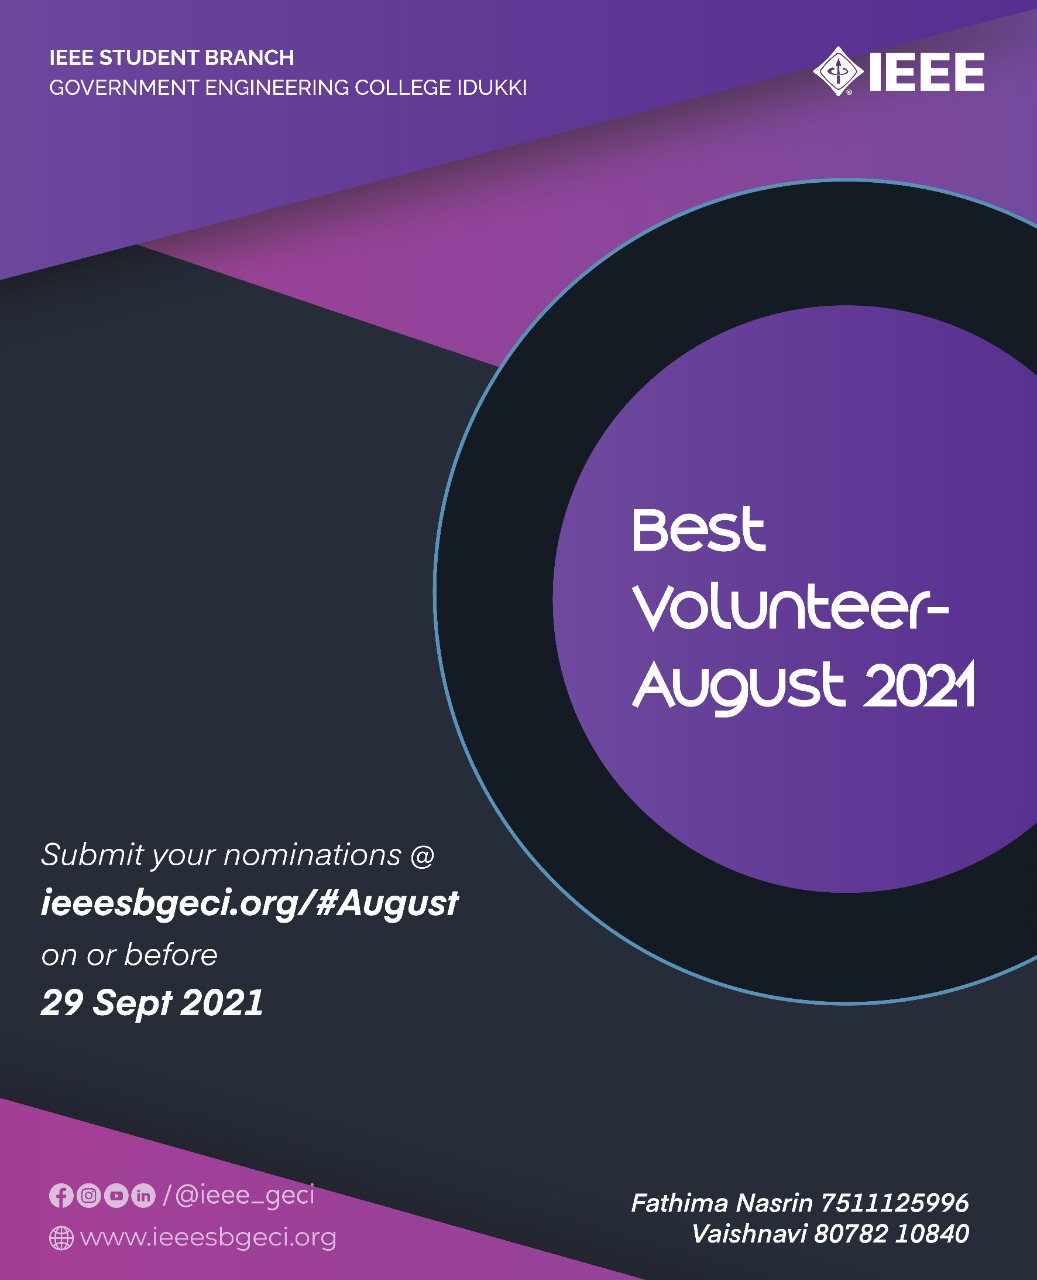 IEEE STUDENT BRANCH
GOVERNMENT ENGINEERING COLLEGE IDUKKI
IEEE
Best
Volunteer-
August 2021
Submit your nominations @
ieeesbgeci.org/#August
on or before
29 Sept 2021
/@ieee_geci
www.ieeesbgeci.org
Fathima Nasrin 7511125996
Vaishnavi 80782 10840